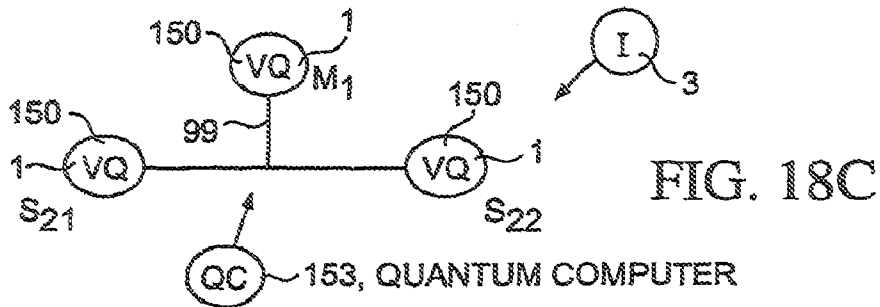 150
1
VQ
M1
I
3
99
150
150
1
VQ
VQ
1
S21
S22
FIG. 18C
QC
153, QUANTUM COMPUTER